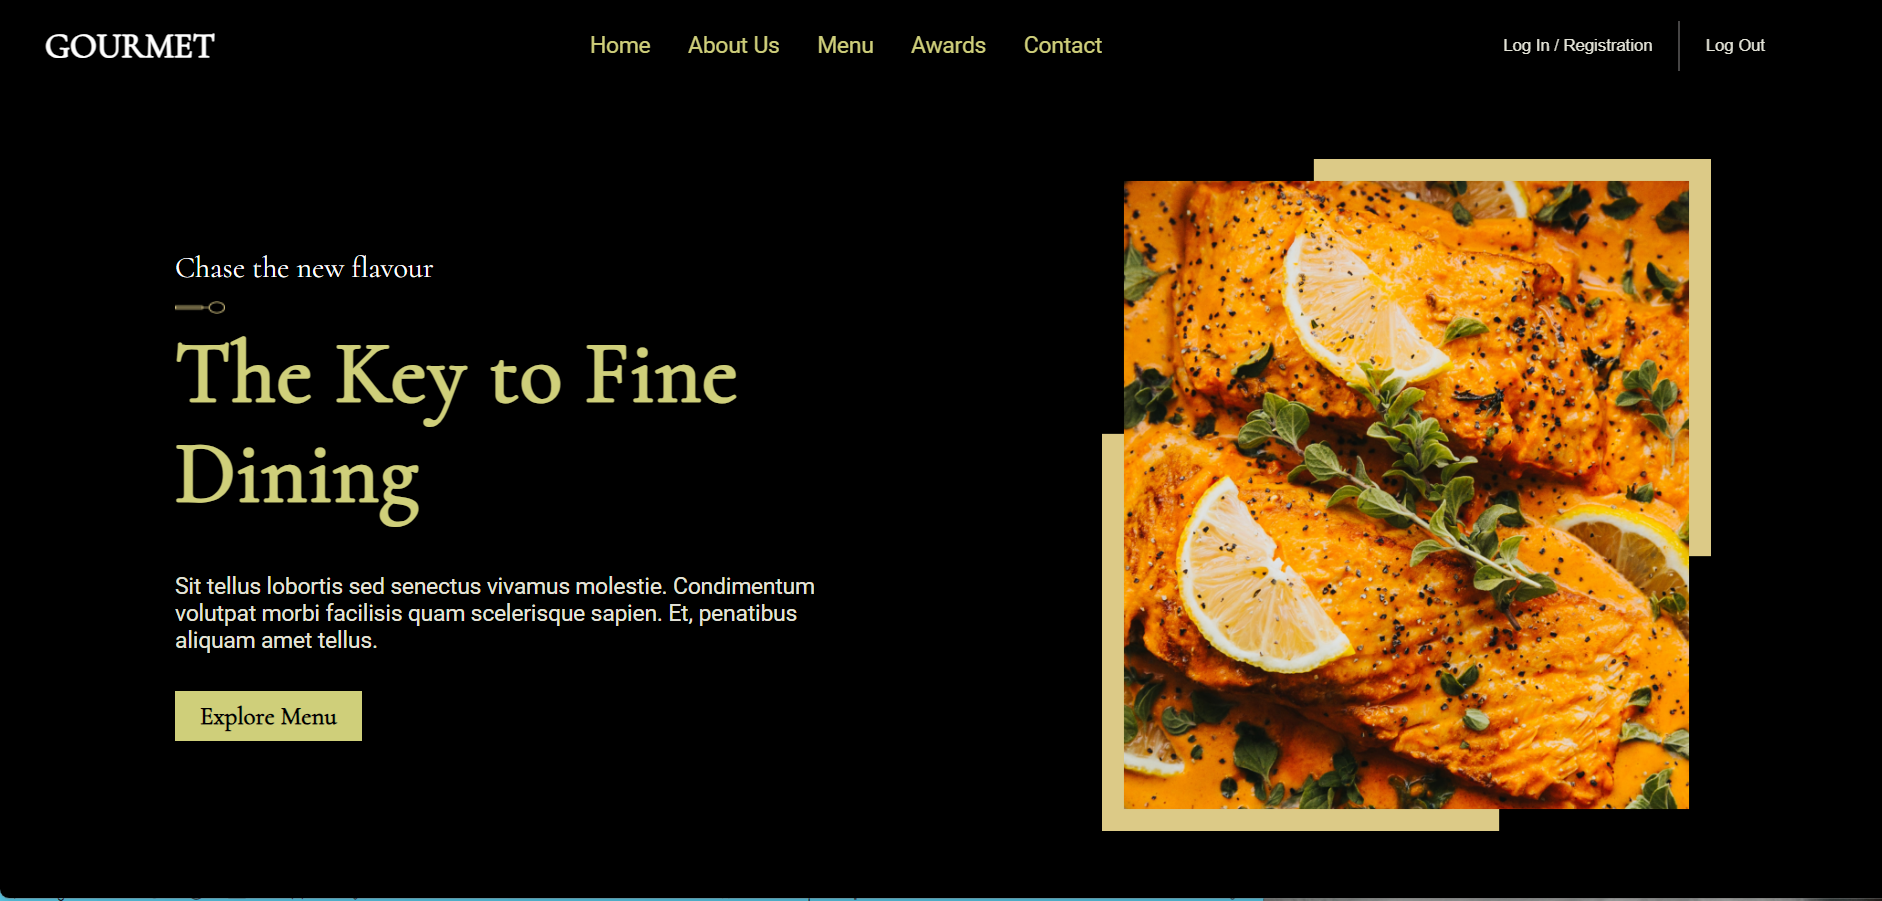 GOURMET
Home About Us Menu Awards Contact
Log In / Registration Log Out
Chase the new flavour
The Key to Fine
Dining
Sit tellus lobortis sed senectus vivamus molestie. Condimentum
volutpat morbi facilisis quam scelerisque sapien. Et, penatibus
aliquam amet tellus.
Explore Menu